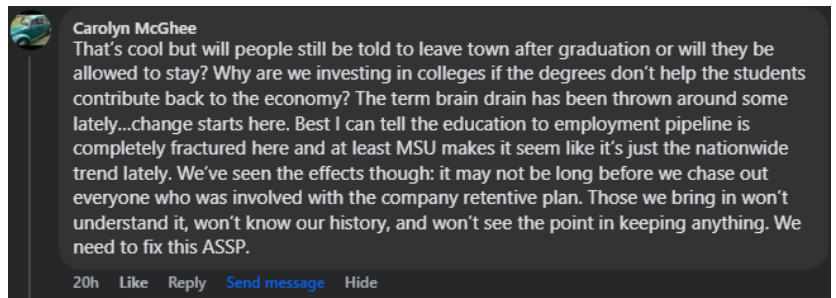 Carolyn McGhee
That's cool but will people still be told to leave town after graduation or will they be
allowed to stay? Why are we investing in colleges if the degrees don't help the students
contribute back to the economy? The term brain drain has been thrown around some
lately...change starts here. Best I can tell the education to employment pipeline is
completely fractured here and at least MSU makes it seem like it's just the nationwide
trend lately. We've seen the effects though: it may not be long before we chase out
everyone who was involved with the company retentive plan. Those we bring in won't
understand it, won't know our history, and won't see the point in keeping anything. We
need to fix this ASSP.
20h Like Reply Send message Hide